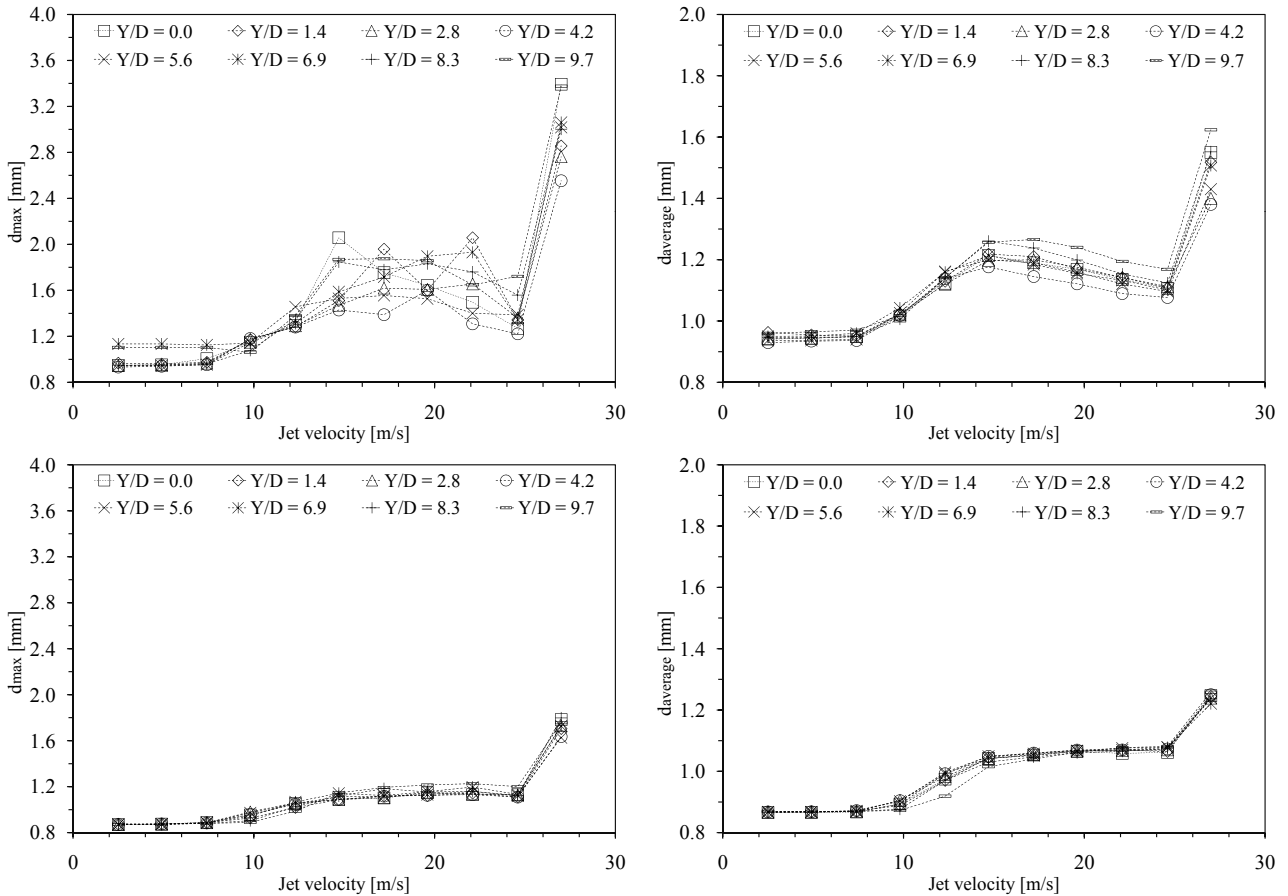 4.0
Y/D = 0.0 Y/D = 1.4 Y/D = 2.8 Y/D = 4.2
Y/D = 5.6 Y/D = 6.9 Y/D = 8.3 Y/D = 9.7
3.6
3.2
2.8
2.4
2.0
1.6
1.2
0.8
dmax [mm]
0 10 20 30
Jet velocity [m/s]
2.0
Y/D = 0.0 Y/D = 1.4 Y/D = 2.8 Y/D = 4.2
Y/D = 5.6 Y/D = 6.9 Y/D = 8.3 Y/D = 9.7
1.8
1.6
1.4
1.2
1.0
0.8
daverage [mm]
0 10 20 30
Jet velocity [m/s]
4.0
Y/D = 0.0 Y/D = 1.4 Y/D = 2.8 Y/D = 4.2
Y/D = 5.6 Y/D = 6.9 Y/D = 8.3 Y/D = 9.7
3.6
3.2
2.8
2.4
2.0
1.6
1.2
0.8
dmax [mm]
0 10 20 30
Jet velocity [m/s]
2.0
Y/D = 0.0 Y/D = 1.4 Y/D = 2.8 Y/D = 4.2
Y/D = 5.6 Y/D = 6.9 Y/D = 8.3 Y/D = 9.7
1.8
1.6
1.4
1.2
1.0
0.8
daverage [mm]
0 10 20 30
Jet velocity [m/s]